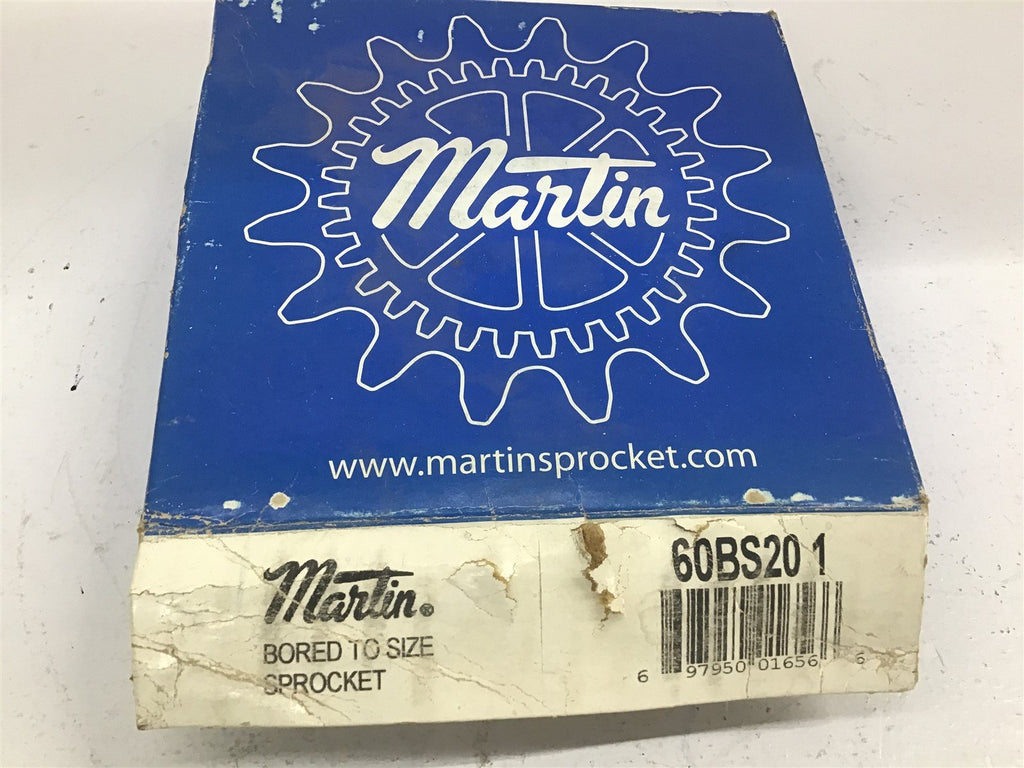 Martin
www.martinsprocket.com
Martin®
BORED TO SIZE
SPROCKET
60BS20 1
6 97950 01656 6